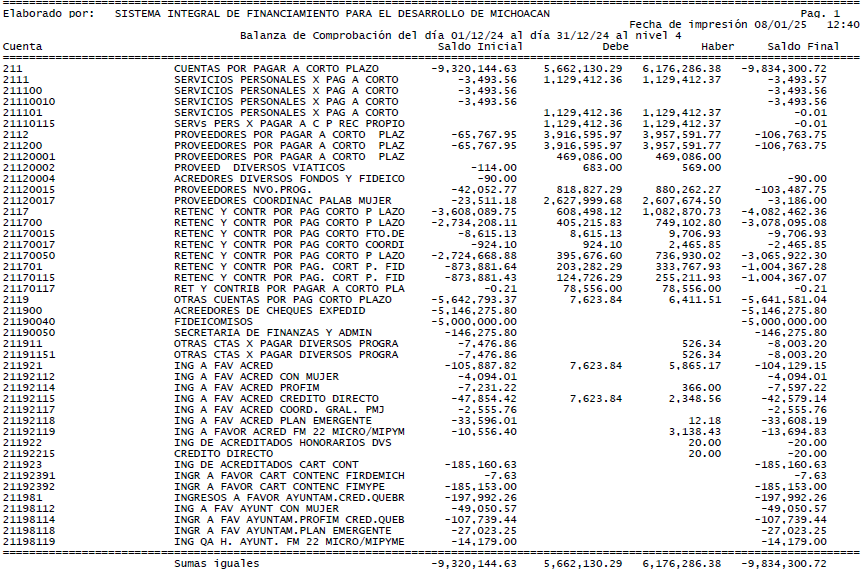 Elaborado por: SISTEMA INTEGRAL DE FINANCIAMIENTO PARA EL DESARROLLO DE MICHOACAN Pag. 1
Fecha de impresión 08/01/25 12:40
Balanza de Comprobación del día 01/12/24 al día 31/12/24 al nivel 4
Cuenta Saldo Inicial Debe Haber Saldo Final
211 CUENTAS POR PAGAR A CORTO PLAZO -9,320,144.63 5,662,130.29 6,176,286.38 -9,834,300.72
2111 SERVICIOS PERSONALES X PAG A CORTO -3,493.56 1,129,412.36 1,129,412.37 -3,493.57
211100 SERVICIOS PERSONALES X PAG A CORTO -3,493.56 -3,493.56
21110010 SERVICIOS PERSONALES X PAG A CORTO -3,493.56 -3,493.56
211101 SERVICIOS PERSONALES X PAG A CORTO 1,129,412.36 1,129,412.37 -0.01
21110115 SERVs PERS X PAGAR A C P REC PROPIO 1,129,412.36 1,129,412.37 -0.01
2112 PROVEEDORES POR PAGAR A CORTO PLAZ -65,767.95 3,916,595.97 3,957,591.77 -106,763.75
211200 PROVEEDORES POR PAGAR A CORTO PLAZ -65,767.95 3,916,595.97 3,957,591.77 -106,763.75
21120001 PROVEEDORES POR PAGAR A CORTO PLAZ 469,086.00 469,086.00
21120002 PROVEED DIVERSOS VIATICOS -114.00 683.00 569.00
21120004 ACREDORES DIVERSOS FONDOS Y FIDEICO -90.00 -90.00
21120015 PROVEEDORES NVO.PROG. -42,052.77 818,827.29 880,262.27 -103,487.75
21120017 PROVEEDORES COORDINAC PALAB MUJER -23,511.18 2,627,999.68 2,607,674.50 -3,186.00
2117 RETENC Y CONTR POR PAG CORTO P LAZO -3,608,089.75 608,498.12 1,082,870.73 -4,082,462.36
211700 RETENC Y CONTR POR PAG CORTO P LAZO -2,734,208.11 405,215.83 749,102.80 -3,078,095.08
21170015 RETENC Y CONTR POR PAG CORTO FTO.DE -8,615.13 8,615.13 9,706.93 -9,706.93
21170017 RETENC Y CONTR POR PAG CORTO COORDI -924.10 924.10 2,465.85 -2,465.85
21170050 RETENC Y CONTR POR PAG CORTO P LAZO -2,724,668.88 395,676.60 736,930.02 -3,065,922.30
211701 RETENC Y CONTR POR PAG. CORT P. FID -873,881.64 203,282.29 333,767.93 -1,004,367.28
21170115 RETENC Y CONTR POR PAG. CORT P. FID -873,881.43 124,726.29 255,211.93 -1,004,367.07
21170117 RET Y CONTRIB POR PAGAR A CORTO PLA -0.21 78,556.00 78,556.00 -0.21
2119 OTRAS CUENTAS POR PAG CORTO PLAZO -5,642,793.37 7,623.84 6,411.51 -5,641,581.04
211900 ACREEDORES DE CHEQUES EXPEDID -5,146,275.80 -5,146,275.80
21190040 FIDEICOMISOS -5,000,000.00 -5,000,000.00
21190050 SECRETARIA DE FINANZAS Y ADMIN -146,275.80 -146,275.80
211911 OTRAS CTAS X PAGAR DIVERSOS PROGRA -7,476.86 526.34 -8,003.20
21191151 OTRAS CTAS X PAGAR DIVERSOS PROGRA -7,476.86 526.34 -8,003.20
211921 ING A FAV ACRED -105,887.82 7,623.84 5,865.17 -104,129.15
21192112 ING A FAV ACRED CON MUJER -4,094.01 -4,094.01
21192114 ING A FAV ACRED PROFIM -7,231.22 366.00 -7,597.22
21192115 ING A FAV ACRED CREDITO DIRECTO -47,854.42 7,623.84 2,348.56 -42,579.14
21192117 ING A FAV ACRED COORD. GRAL. PMJ -2,555.76 -2,555.76
21192118 ING A FAV ACRED PLAN EMERGENTE -33,596.01 12.18 -33,608.19
21192119 ING A FAVOR ACRED FM 22 MICRO/MIPYM -10,556.40 3,138.43 -13,694.83
211922 ING DE ACREDITADOS HONORARIOS DVS 20.00 -20.00
21192215 CREDITO DIRECTO 20.00 -20.00
211923 ING DE ACREDITADOS CART CONT -185,160.63 -185,160.63
21192391 INGR A FAVOR CART CONTENC FIRDEMICH -7.63 -7.63
21192392 INGR A FAVOR CART CONTENC FIMYPE -185,153.00 -185,153.00
211981 INGRESOS A FAVOR AYUNTAM.CRED.QUEBR -197,992.26 -197,992.26
21198112 ING A FAV AYUNT CON MUJER -49,050.57 -49,050.57
21198114 INGR A FAV AYUNTAM.PROFIM CRED.QUEB -107,739.44 -107,739.44
21198118 INGR A FAV AYUNTAM.PLAN EMERGENTE -27,023.25 -27,023.25
21198119 ING QA H. AYUNT. FM 22 MICRO/MIPYME -14,179.00 -14,179.00
Sumas iguales -9,320,144.63 5,662,130.29 6,176,286.38 -9,834,300.72